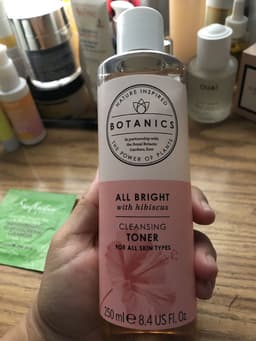 NATURE INSPIRED
BOTANICS
in partnership with
the Royal Botanic
Gardens, Kew
THE POWER OF PLANTS
ALL BRIGHT
with hibiscus
CLEANSING
TONER
FOR ALL SKIN TYPES
250 ml ℮ 8.4 US Fl. Oz.